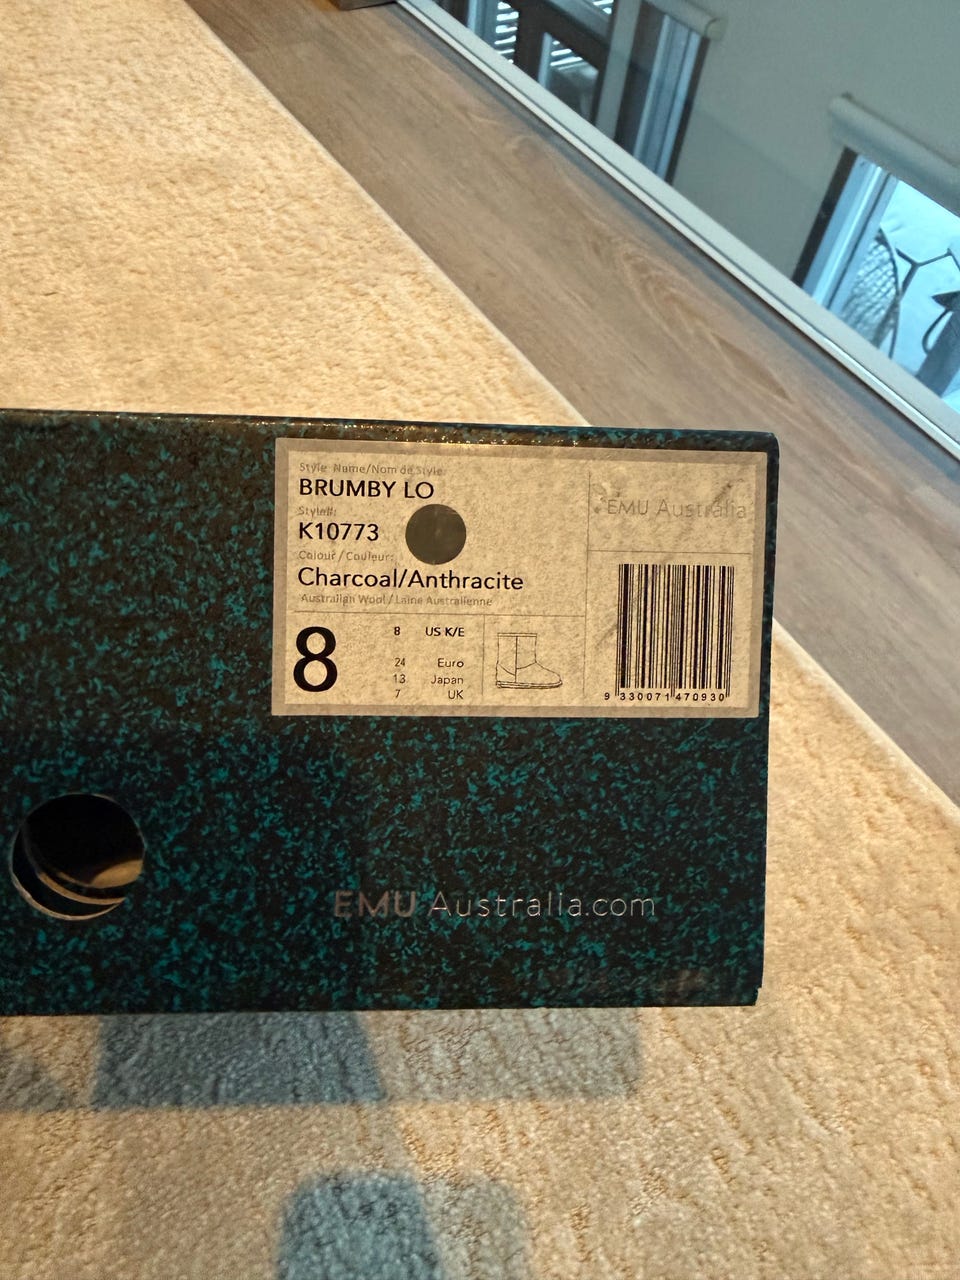 Style Name/Nom de Style:
BRUMBY LO
Style#:
K10773
Colour / Couleur:
Charcoal/Anthracite
Australian Wool / Laine Australienne
EMU Australia
8
8 US K/E
24 Euro
13 Japan
7 UK
9 330071 470930
EMU Australia.com